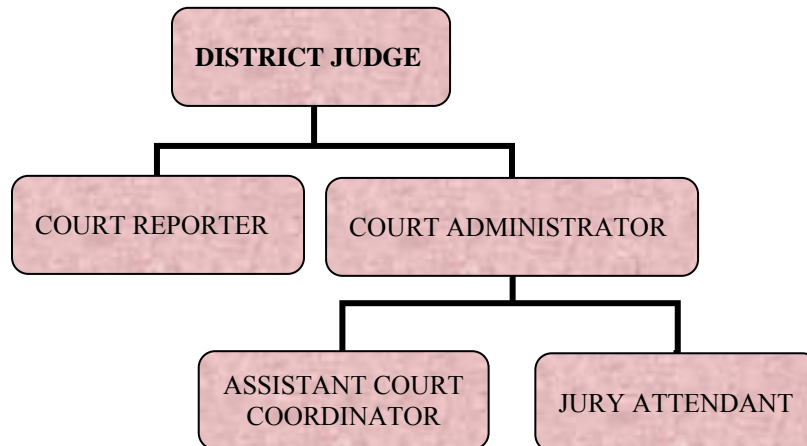 DISTRICT JUDGE
COURT REPORTER
COURT ADMINISTRATOR
ASSISTANT COURT
COORDINATOR
JURY ATTENDANT